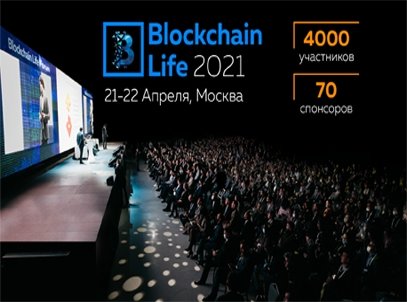 Blockchain
Life 2021
21-22 Апреля, Москва
4000
участников
70
спонсоров